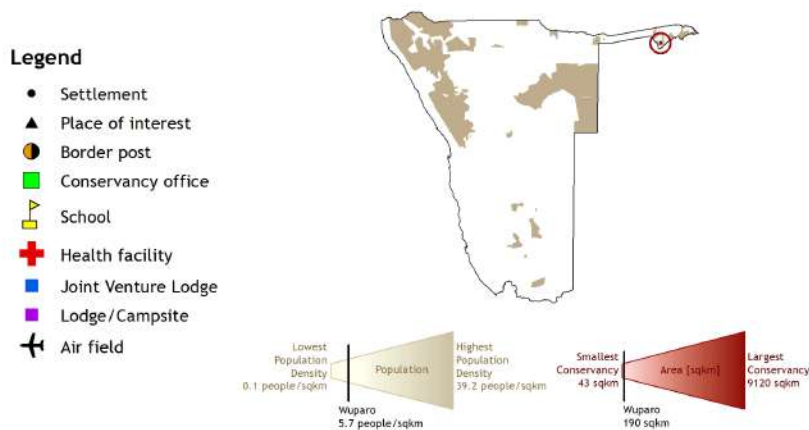 Legend
Settlement
Place of interest
Border post
Conservancy office
School
Health facility
Joint Venture Lodge
Lodge/Campsite
Air field
Lowest
Population
Density
0.1 people/sqkm
Population
Highest
Population
Density
39.2 people/sqkm
Wuparo
5.7 people/sqkm
Smallest
Conservancy
43 sqkm
Area [sqkm]
Largest
Conservancy
9120 sqkm
Wuparo
190 sqkm